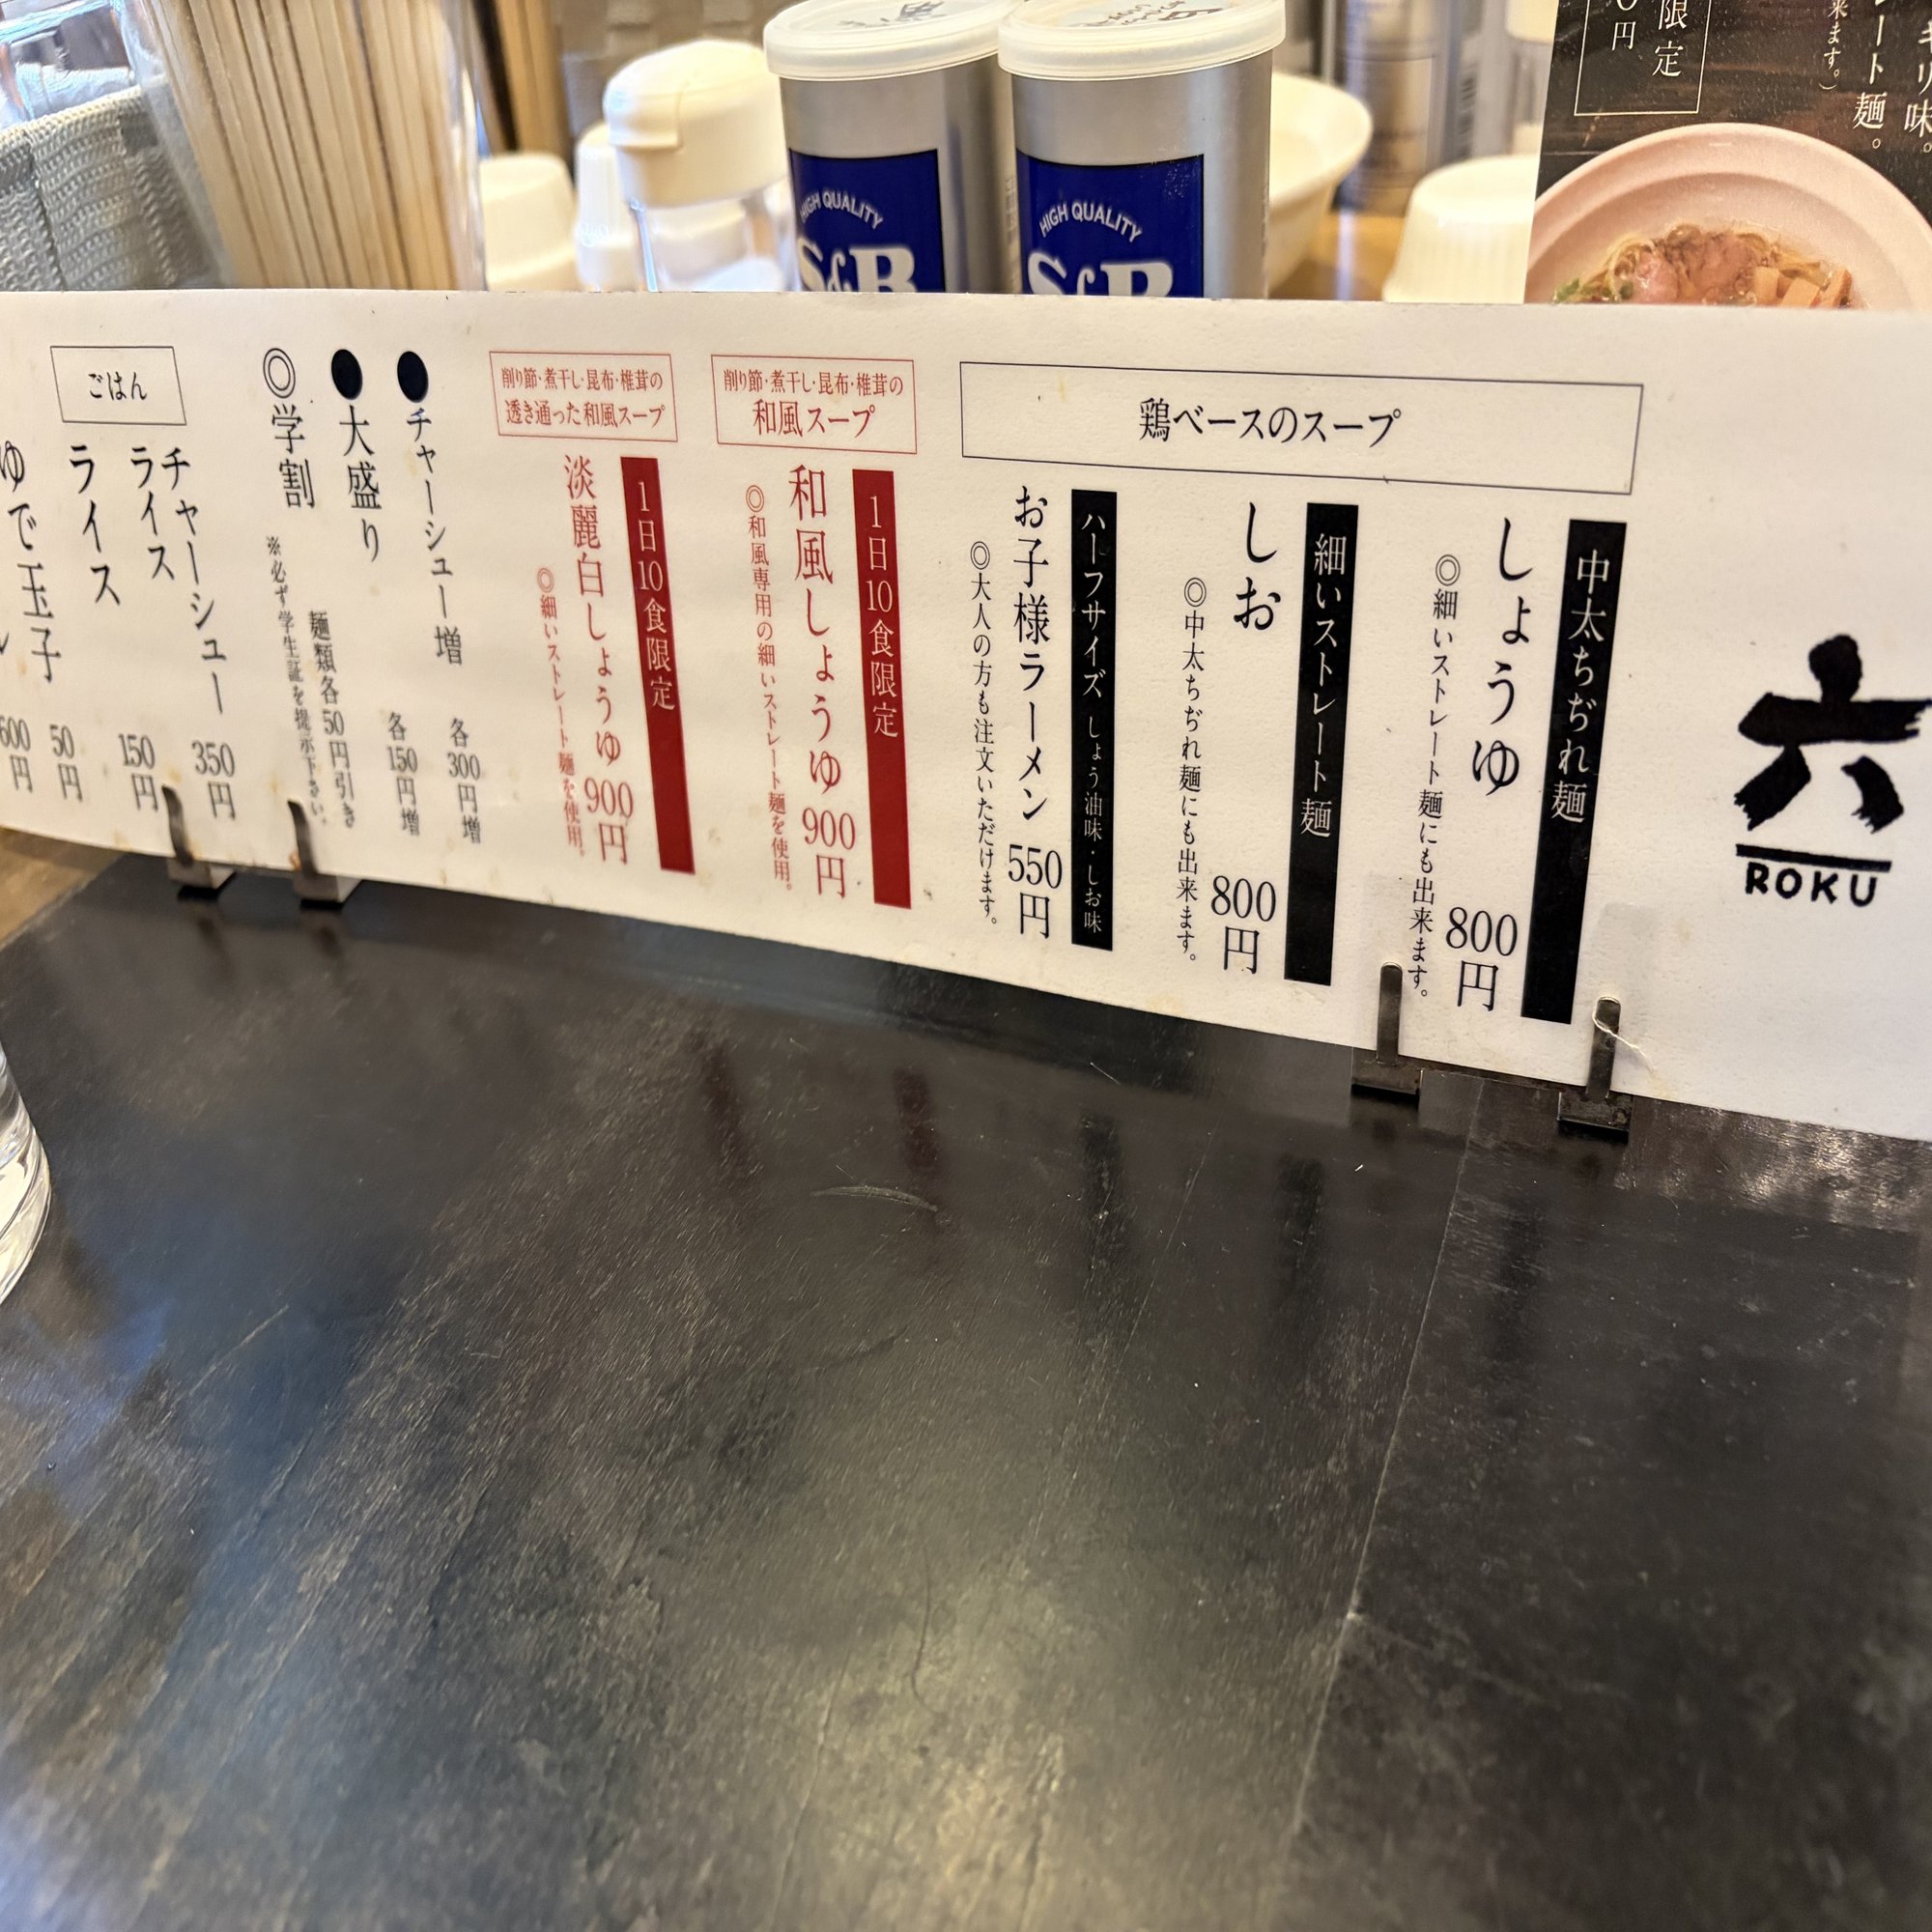 六
ROKU
鶏ベースのスープ
中太ちぢれ麺
しょうゆ 800円
◎細いストレート麺にも出来ます。
細いストレート麺
しお 800円
◎中太ちぢれ麺にも出来ます。
ハーフサイズ しょう油味・しお味
お子様ラーメン 550円
◎大人の方も注文いただけます。
削り節・煮干し・昆布・椎茸の
和風スープ
1日10食限定
和風しょうゆ 900円
◎和風専用の細いストレート麺を使用。
削り節・煮干し・昆布・椎茸の
透き通った和風スープ
1日10食限定
淡麗白しょうゆ 900円
◎細いストレート麺を使用。
●チャーシュー増 各300円増
●大盛り 各150円増
◎学割 麺類各50円引き
※必ず学生証を提示下さい。
ごはん
チャーシュー
ライス 350円
ライス 150円
ゆで玉子 50円
600円
HIGH QUALITY
S&B
HIGH QUALITY
S&B
味。
ート麺。
来ます。)
限定
円